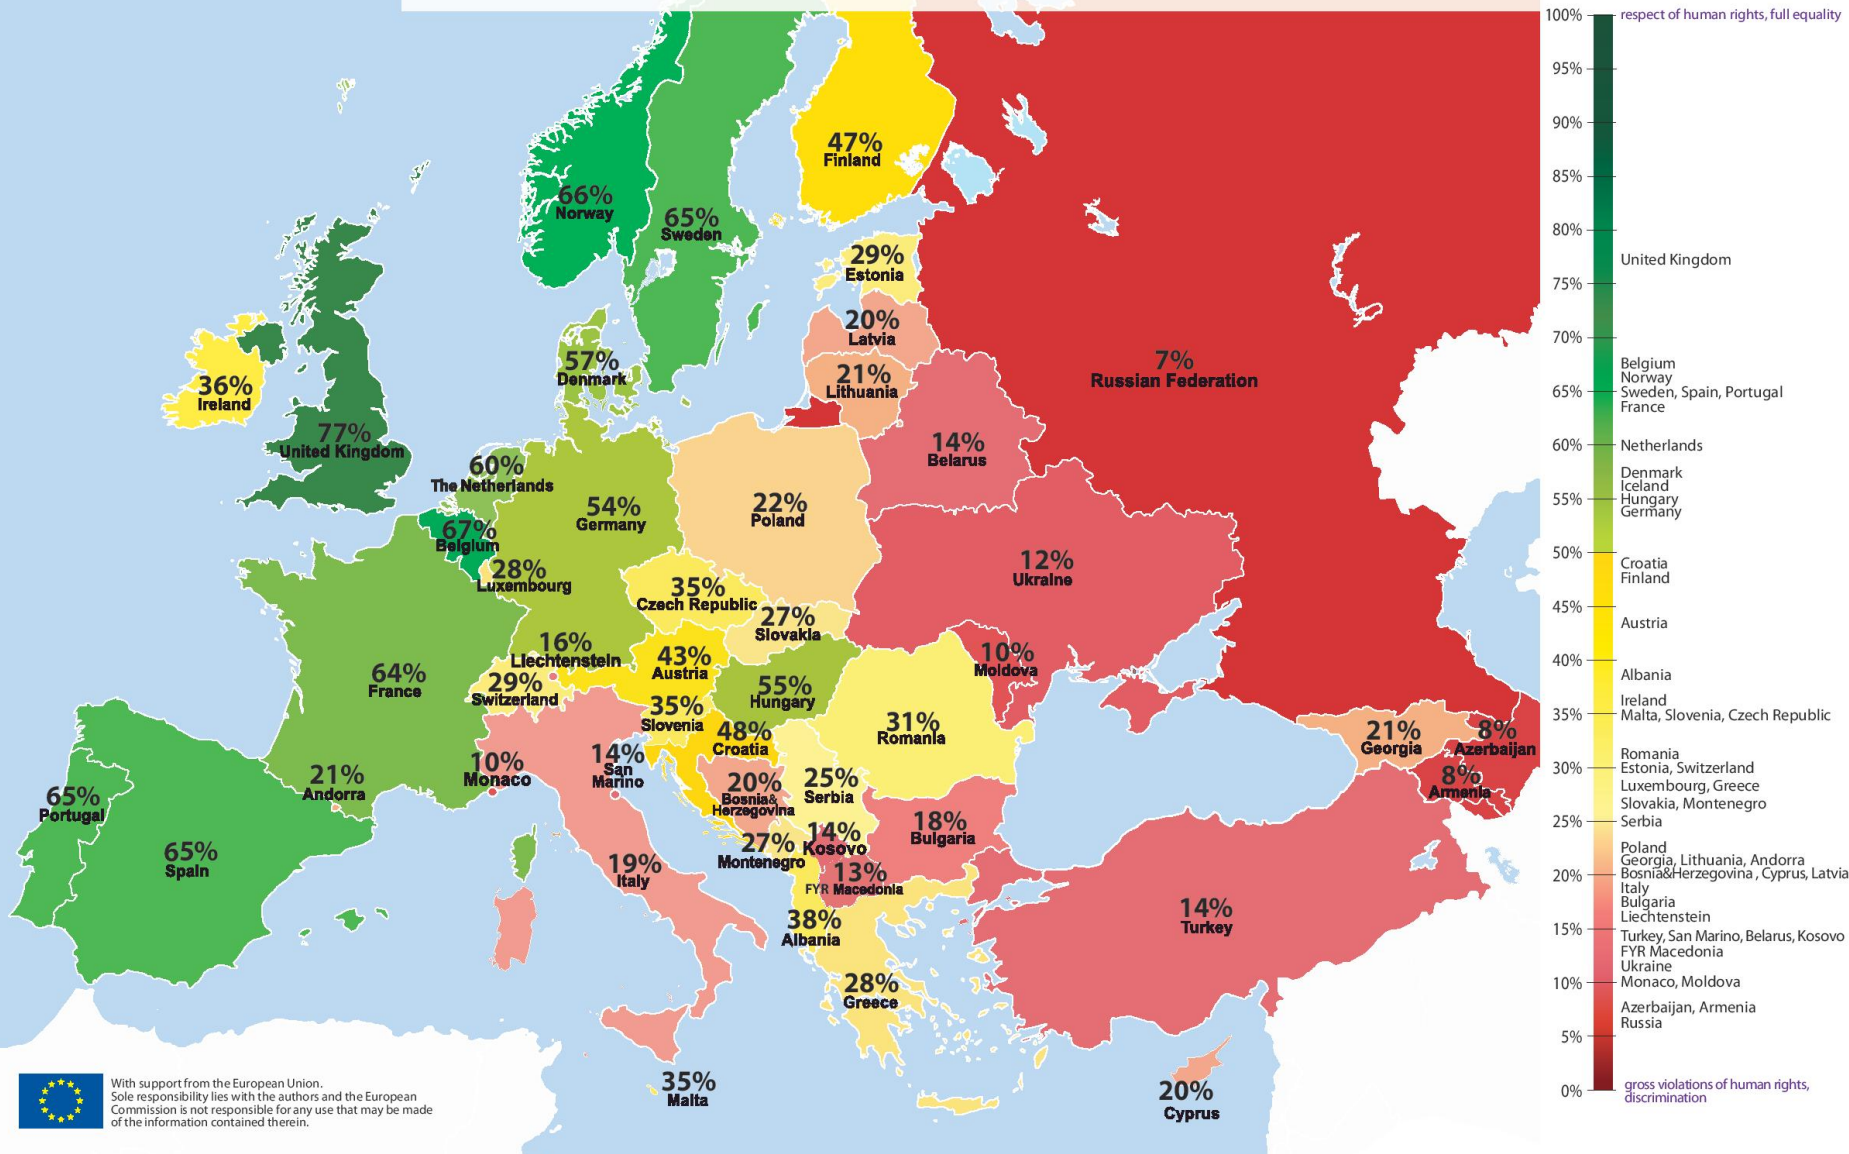 47%
Finland
66%
Norway
65%
Sweden
29%
Estonia
20%
Latvia
21%
Lithuania
7%
Russian Federation
57%
Denmark
36%
Ireland
77%
United Kingdom
14%
Belarus
60%
The Netherlands
54%
Germany
22%
Poland
67%
Belgium
28%
Luxembourg
12%
Ukraine
35%
Czech Republic
27%
Slovakia
16%
Liechtenstein
43%
Austria
10%
Moldova
64%
France
29%
Switzerland
55%
Hungary
35%
Slovenia
48%
Croatia
31%
Romania
21%
Georgia
8%
Azerbaijan
8%
Armenia
10%
Monaco
14%
San
Marino
21%
Andorra
20%
Bosnia&
Herzegovina
25%
Serbia
65%
Portugal
65%
Spain
27%
Montenegro
14%
Kosovo
18%
Bulgaria
19%
Italy
13%
FYR Macedonia
38%
Albania
14%
Turkey
28%
Greece
35%
Malta
20%
Cyprus
With support from the European Union.
Sole responsibility lies with the authors and the European
Commission is not responsible for any use that may be made
of the information contained therein.
100% respect of human rights, full equality
95%
90%
85%
80%
United Kingdom
75%
70%
Belgium
Norway
65% Sweden, Spain, Portugal
France
60% Netherlands
Denmark
Iceland
55% Hungary
Germany
50%
Croatia
Finland
45%
Austria
40%
Albania
Ireland
35% Malta, Slovenia, Czech Republic
Romania
30% Estonia, Switzerland
Luxembourg, Greece
Slovakia, Montenegro
25% Serbia
Poland
Georgia, Lithuania, Andorra
20% Bosnia&Herzegovina , Cyprus, Latvia
Italy
Bulgaria
Liechtenstein
15%
Turkey, San Marino, Belarus, Kosovo
FYR Macedonia
Ukraine
10% Monaco, Moldova
Azerbaijan, Armenia
Russia
5%
0% gross violations of human rights,
discrimination